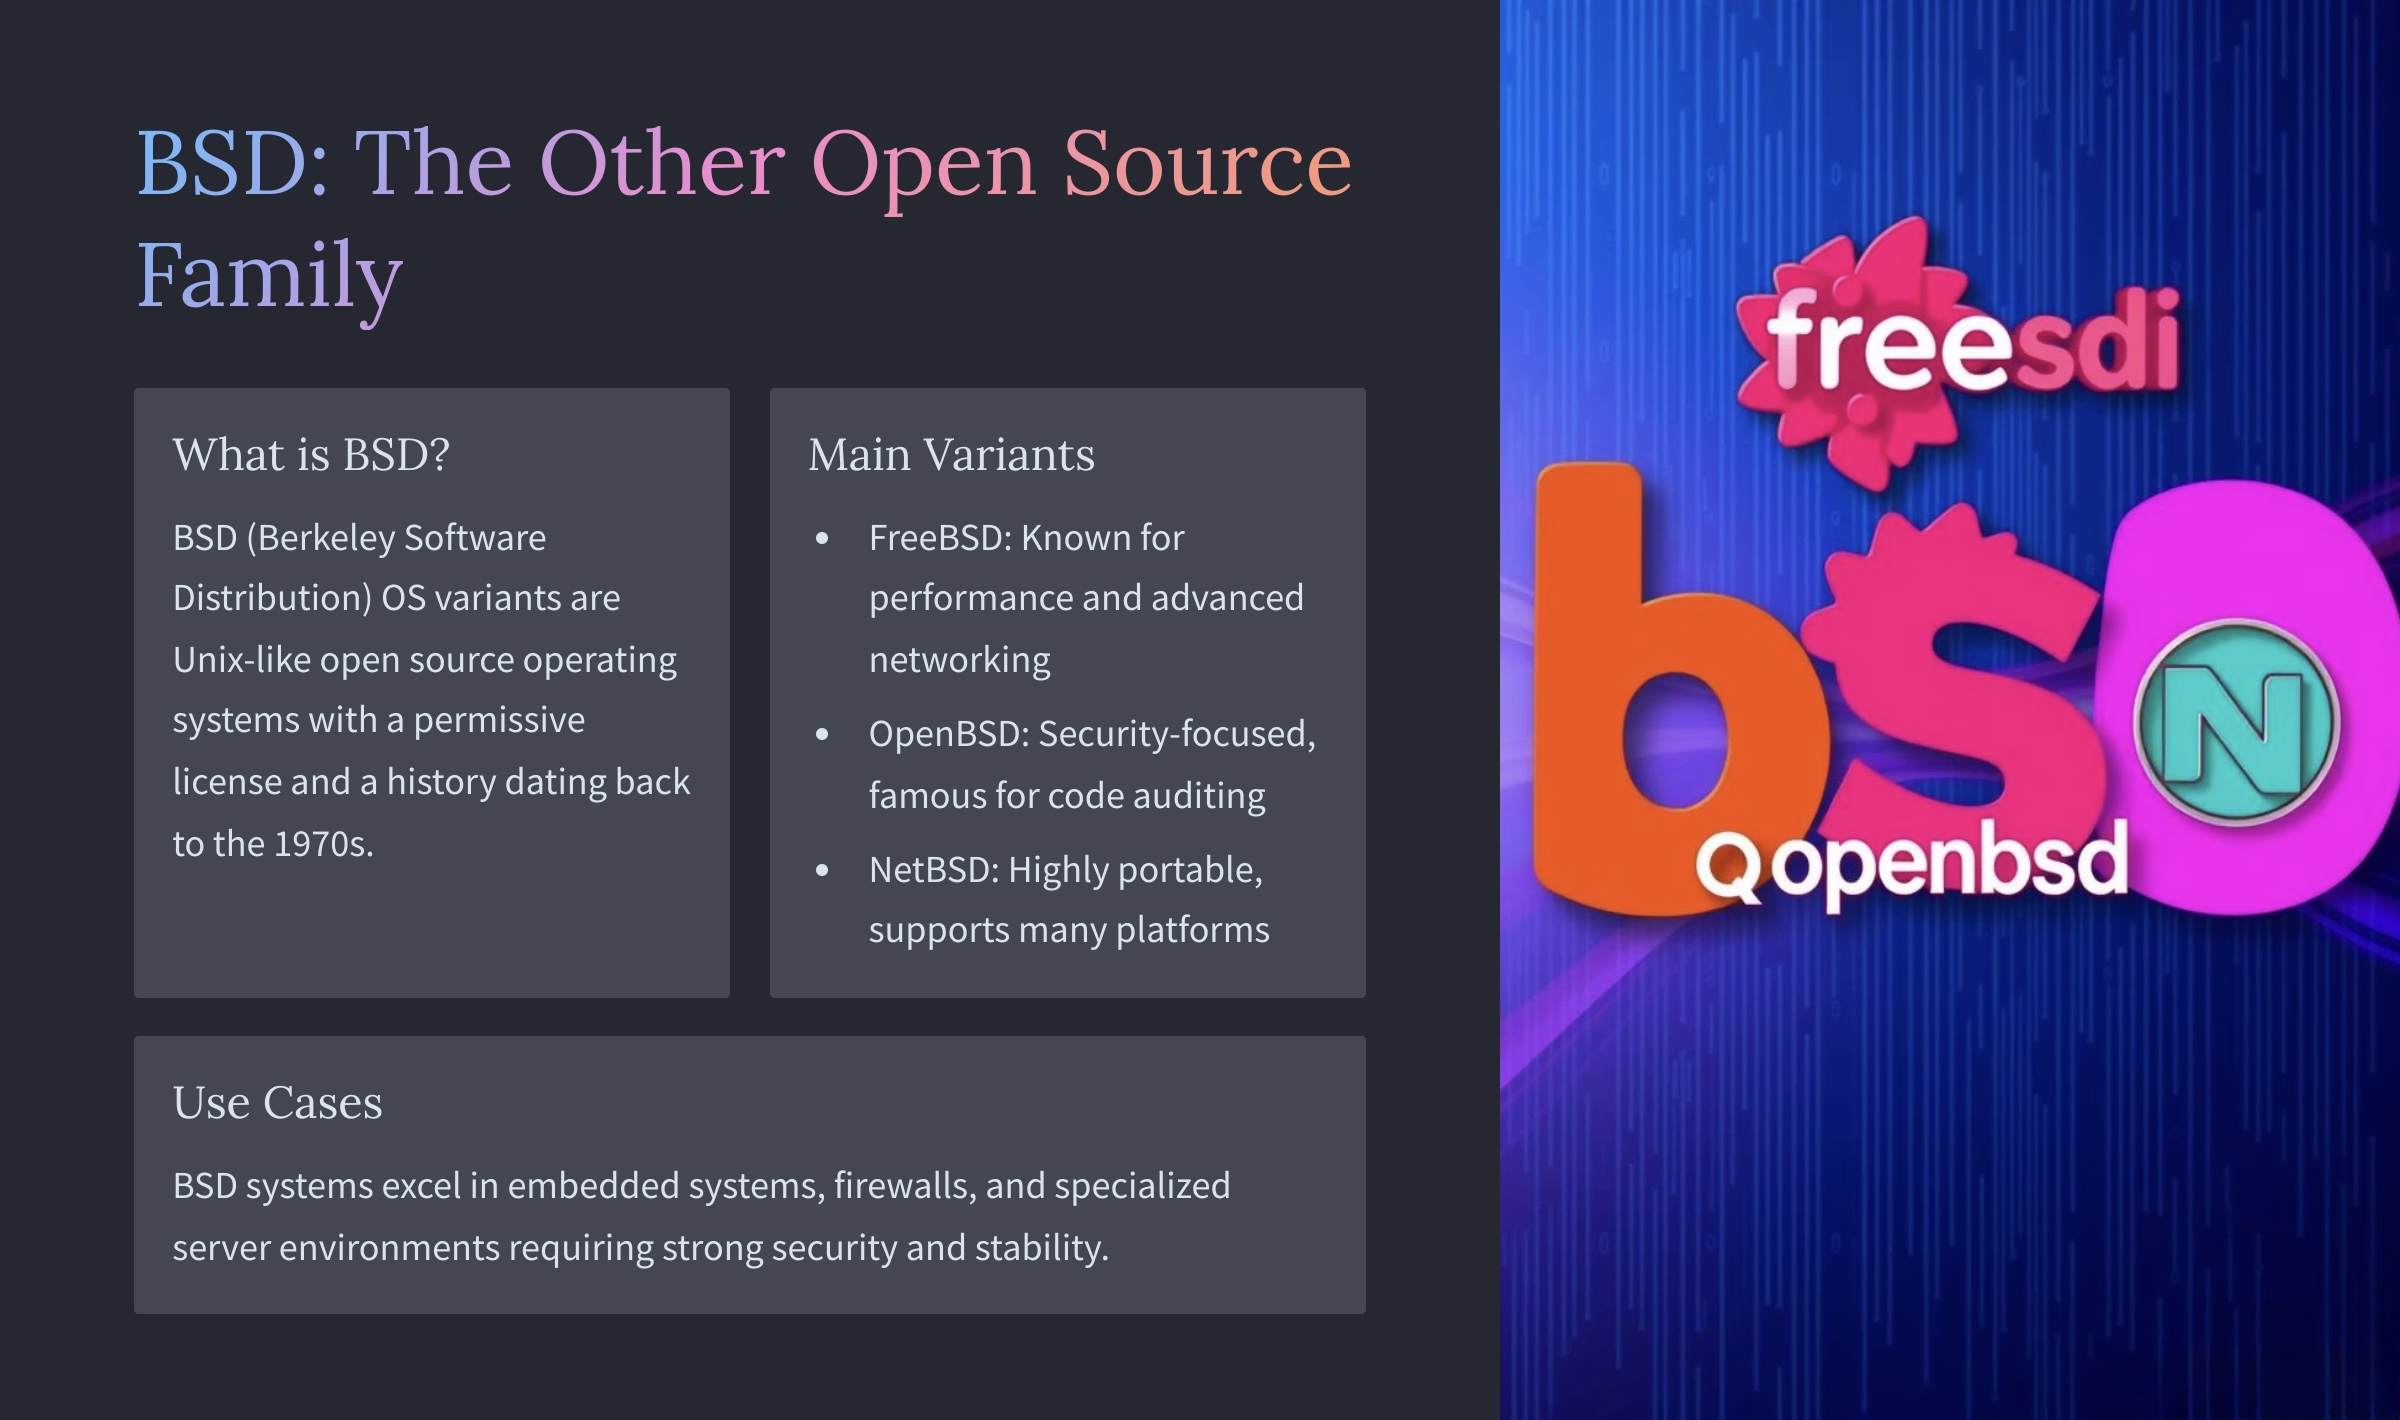 BSD: The Other Open Source
Family
What is BSD?
BSD (Berkeley Software
Distribution) OS variants are
Unix-like open source operating
systems with a permissive
license and a history dating back
to the 1970s.
Main Variants
• FreeBSD: Known for
performance and advanced
networking
• OpenBSD: Security-focused,
famous for code auditing
• NetBSD: Highly portable,
supports many platforms
Use Cases
BSD systems excel in embedded systems, firewalls, and specialized
server environments requiring strong security and stability.
freesdi
bsD
N
Qopenbsd